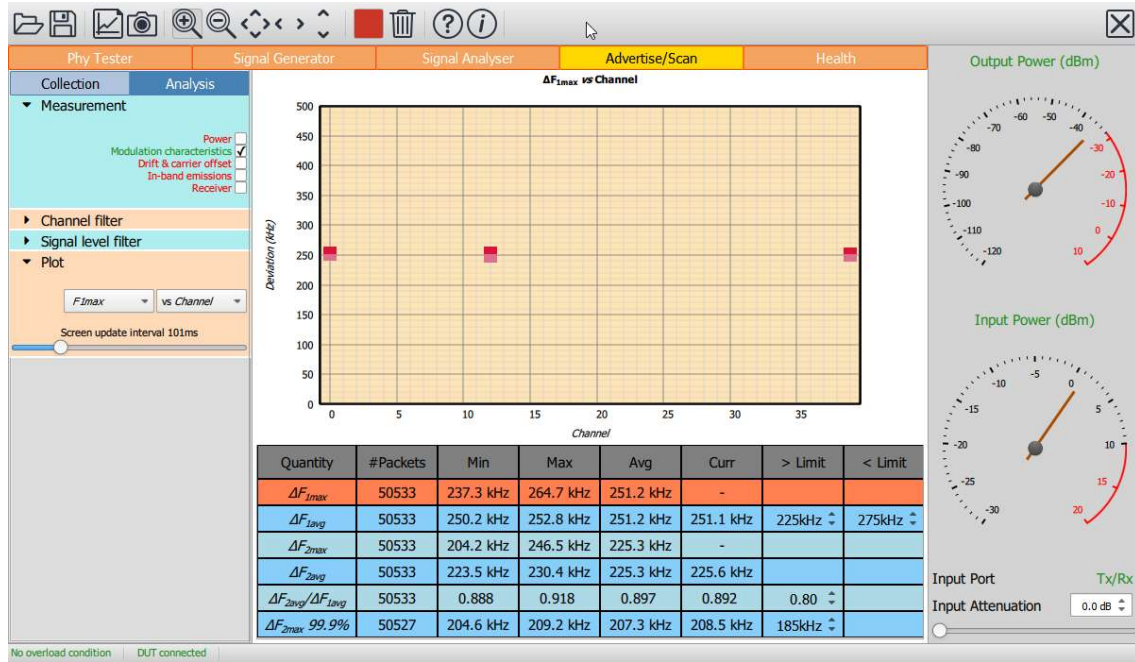 Phy Tester Signal Generator Signal Analyser Advertise/Scan Health
Collection Analysis
Measurement
Power
Modulation characteristics
Drift & carrier offset
In-band emissions
Receiver
Channel filter
Signal level filter
Plot
F1max vs Channel
Screen update interval 101ms
ΔF1max vs Channel
500
450
400
350
300
250
200
150
100
50
0
Deviation (kHz)
0 5 10 15 20 25 30 35
Channel
Quantity #Packets Min Max Avg Curr > Limit < Limit
ΔF1max 50533 237.3 kHz 264.7 kHz 251.2 kHz -
ΔF1avg 50533 250.2 kHz 252.8 kHz 251.2 kHz 251.1 kHz 225kHz 275kHz
ΔF2max 50533 204.2 kHz 246.5 kHz 225.3 kHz -
ΔF2avg 50533 223.5 kHz 230.4 kHz 225.3 kHz 225.6 kHz
ΔF2avg/ΔF1avg 50533 0.888 0.918 0.897 0.892 0.80
ΔF2max 99.9% 50527 204.6 kHz 209.2 kHz 207.3 kHz 208.5 kHz 185kHz
Output Power (dBm)
-120 -110 -100 -90 -80 -70 -60 -50 -40 -30 -20 -10 0 10
Input Power (dBm)
-30 -25 -20 -15 -10 -5 0 5 10 15 20
Input Port Tx/Rx
Input Attenuation 0.0 dB
No overload condition DUT connected